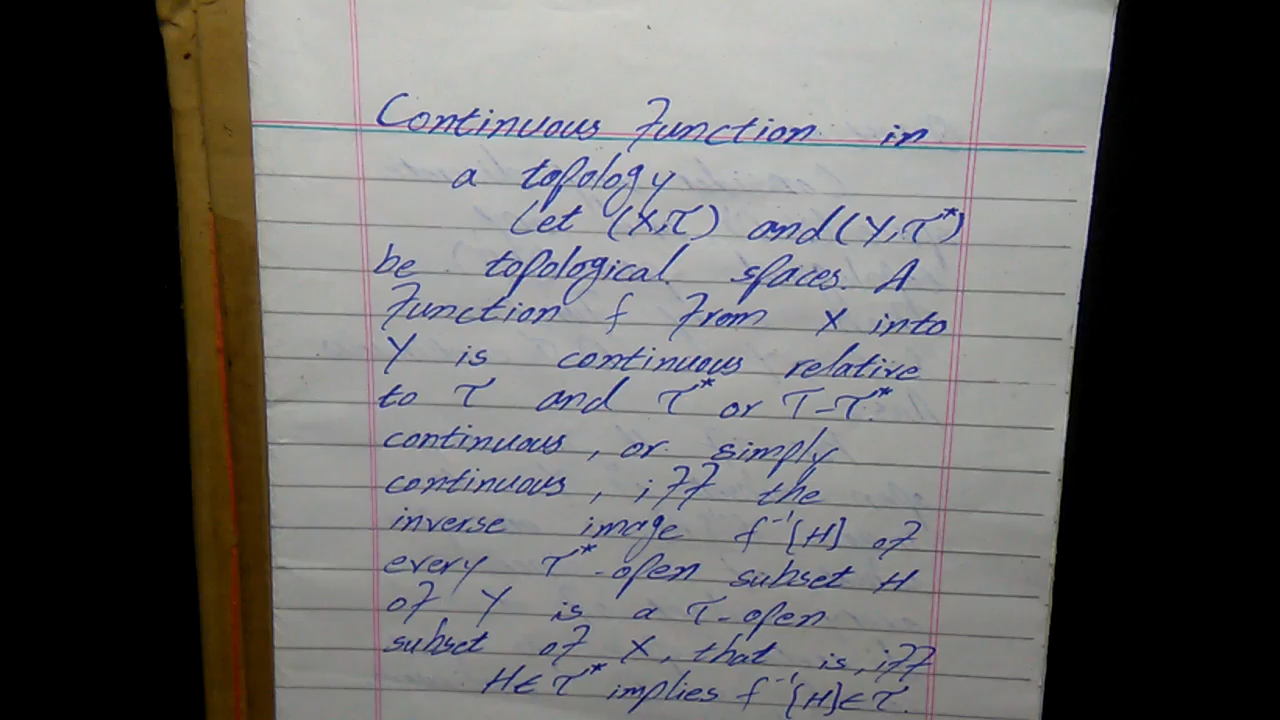 Continuous Function in
a topology
Let (X,τ) and (Y,τ*)
be topological spaces. A
Function f From X into
Y is continuous relative
to τ and τ* or τ-τ*
continuous, or simply
continuous, iff the
inverse image f⁻¹[H] of
every τ*-open subset H
of Y is a τ-open
subset of X, that is, iff
H∈τ* implies f⁻¹[H]∈τ.